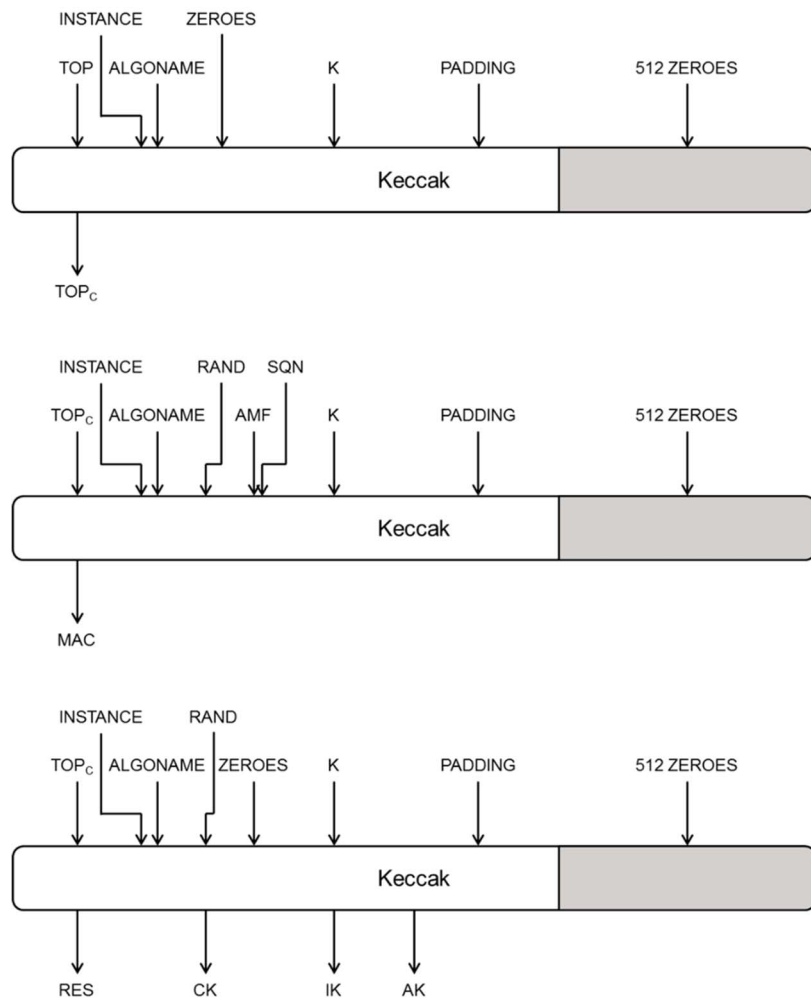 INSTANCE ZEROES
TOP ALGONAME K PADDING 512 ZEROES
Keccak
TOPC
INSTANCE RAND SQN
TOPC ALGONAME AMF K PADDING 512 ZEROES
Keccak
MAC
INSTANCE RAND
TOPC ALGONAME ZEROES K PADDING 512 ZEROES
Keccak
RES CK IK AK